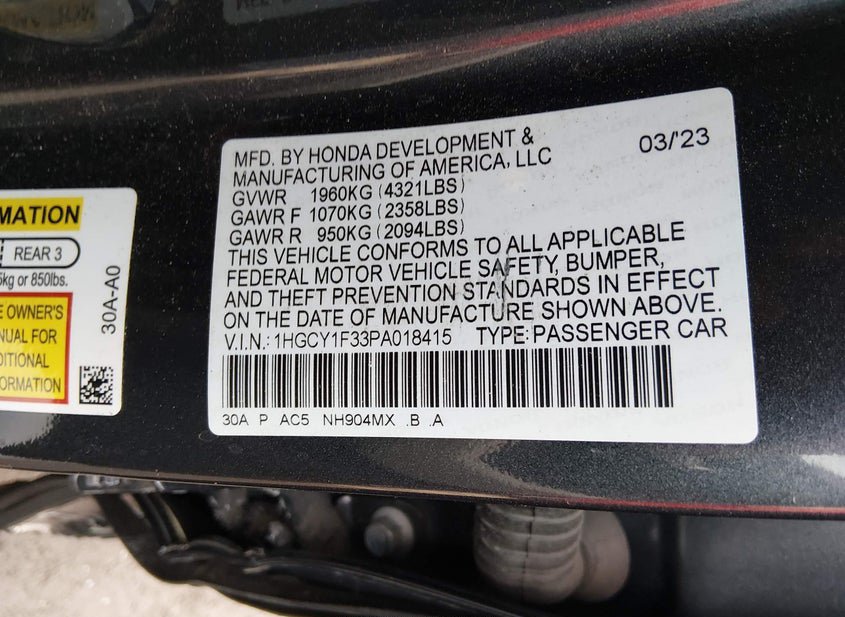 MATION
REAR 3
5kg or 850lbs.
E OWNER'S
NUAL FOR
DITIONAL
ORMATION
30A-A0
MFD. BY HONDA DEVELOPMENT &
MANUFACTURING OF AMERICA, LLC
03/'23
GVWR 1960KG (4321LBS)
GAWR F 1070KG (2358LBS)
GAWR R 950KG (2094LBS)
THIS VEHICLE CONFORMS TO ALL APPLICABLE
FEDERAL MOTOR VEHICLE SAFETY, BUMPER,
AND THEFT PREVENTION STANDARDS IN EFFECT
ON THE DATE OF MANUFACTURE SHOWN ABOVE.
V.I.N.: 1HGCY1F33PA018415 TYPE:PASSENGER CAR
30A P AC5 NH904MX .B .A